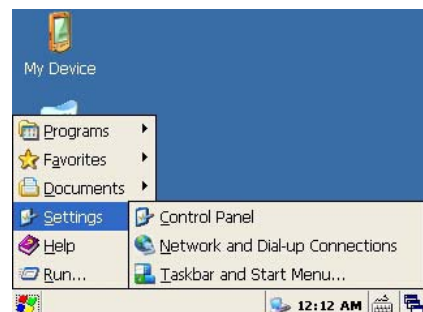 My Device
Programs
Favorites
Documents
Settings
Help
Run...
Control Panel
Network and Dial-up Connections
Taskbar and Start Menu...
12:12 AM